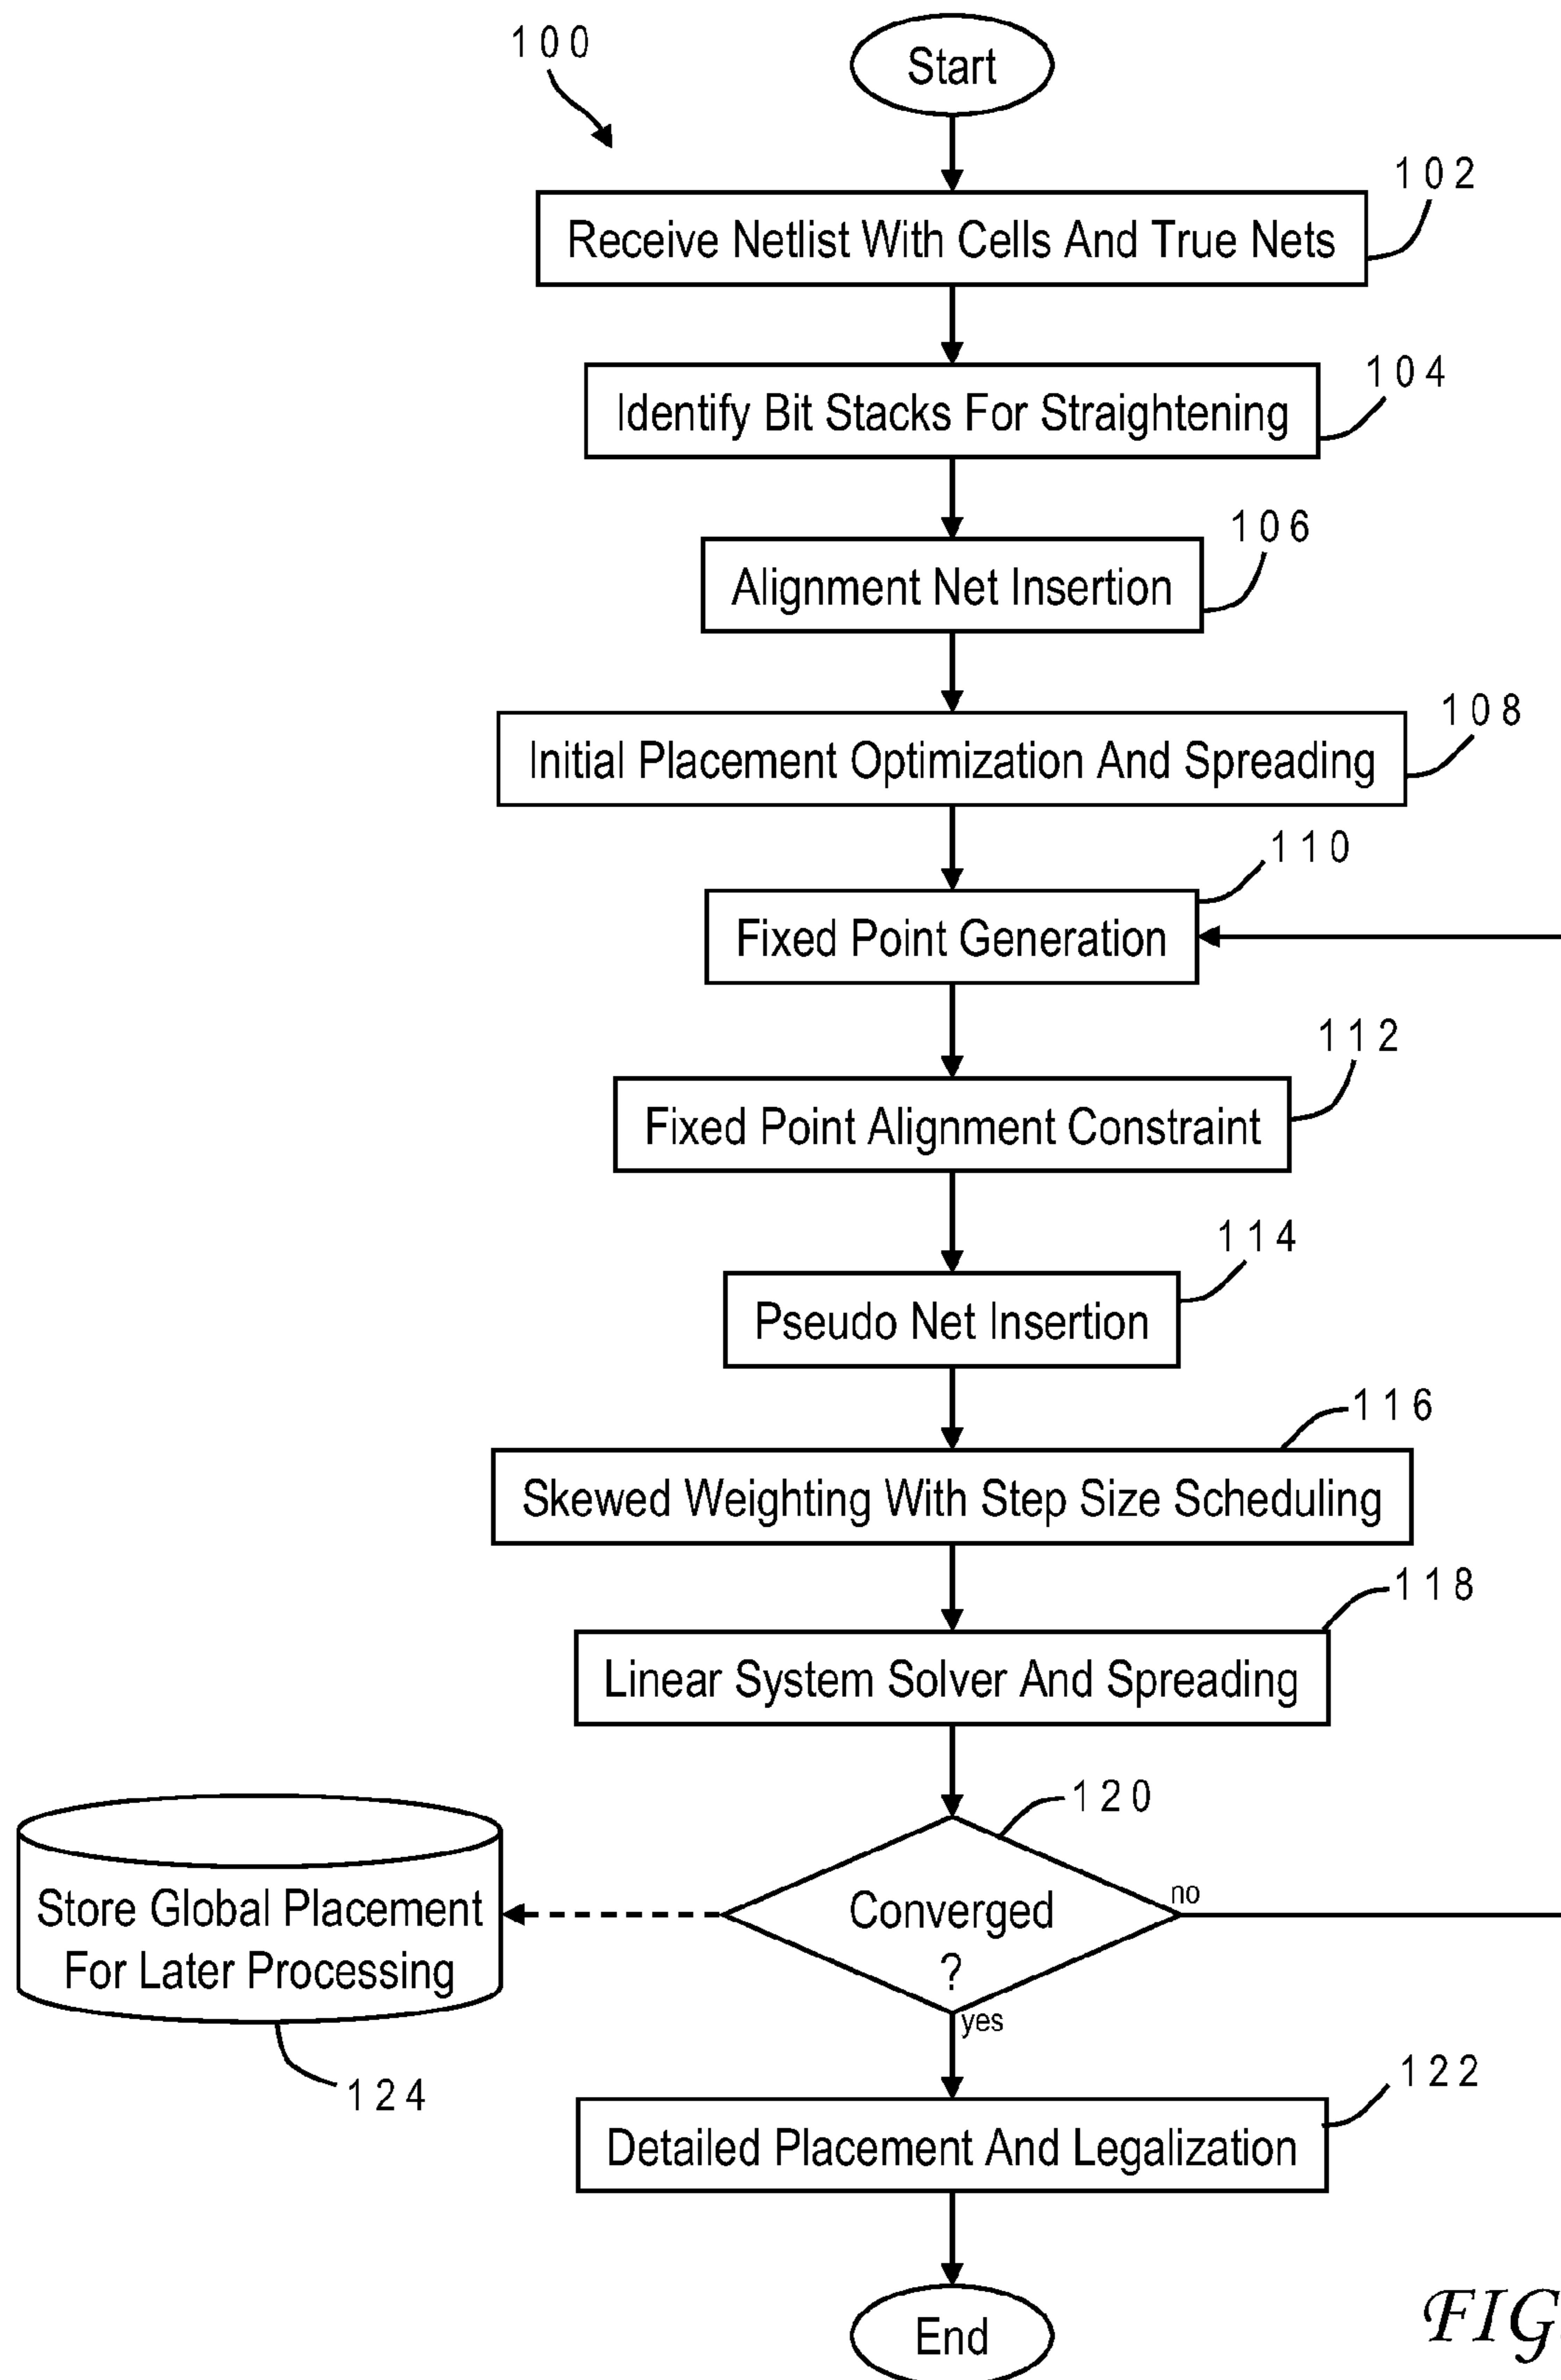 100
Start
102
Receive Netlist With Cells And True Nets
104
Identify Bit Stacks For Straightening
106
Alignment Net Insertion
108
Initial Placement Optimization And Spreading
110
Fixed Point Generation
112
Fixed Point Alignment Constraint
114
Pseudo Net Insertion
116
Skewed Weighting With Step Size Scheduling
118
Linear System Solver And Spreading
120
Converged
?
no
yes
Store Global Placement
For Later Processing
124
122
Detailed Placement And Legalization
End
FIG.